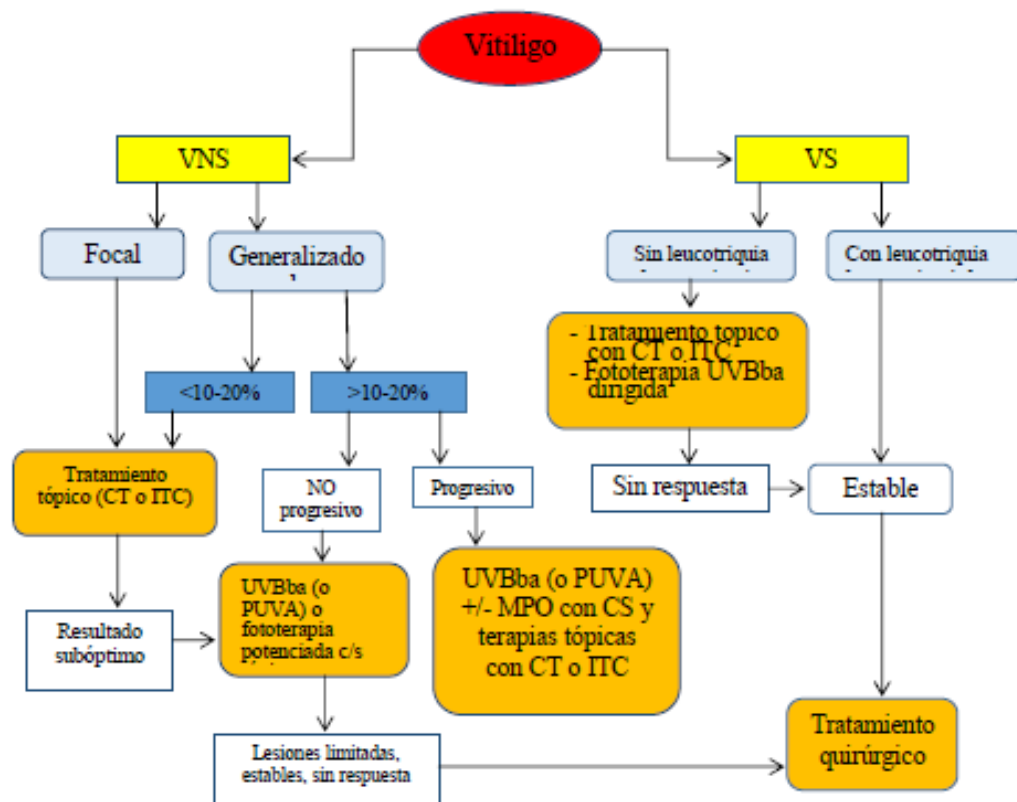 Vitiligo
VNS
VS
Focal
Generalizado
Sin leucotriquia
Con leucotriquia
- Tratamiento tópico
con CT o ITC
- Fototerapia UVBba
dirigida
<10-20%
>10-20%
Tratamiento
tópico (CT o ITC)
NO
progresivo
Progresivo
Sin respuesta
Estable
UVBba (o
PUVA) o
fototerapia
potenciada c/s
UVBba (o PUVA)
+/- MPO con CS y
terapias tópicas
con CT o ITC
Resultado
subóptimo
Lesiones limitadas,
estables, sin respuesta
Tratamiento
quirúrgico